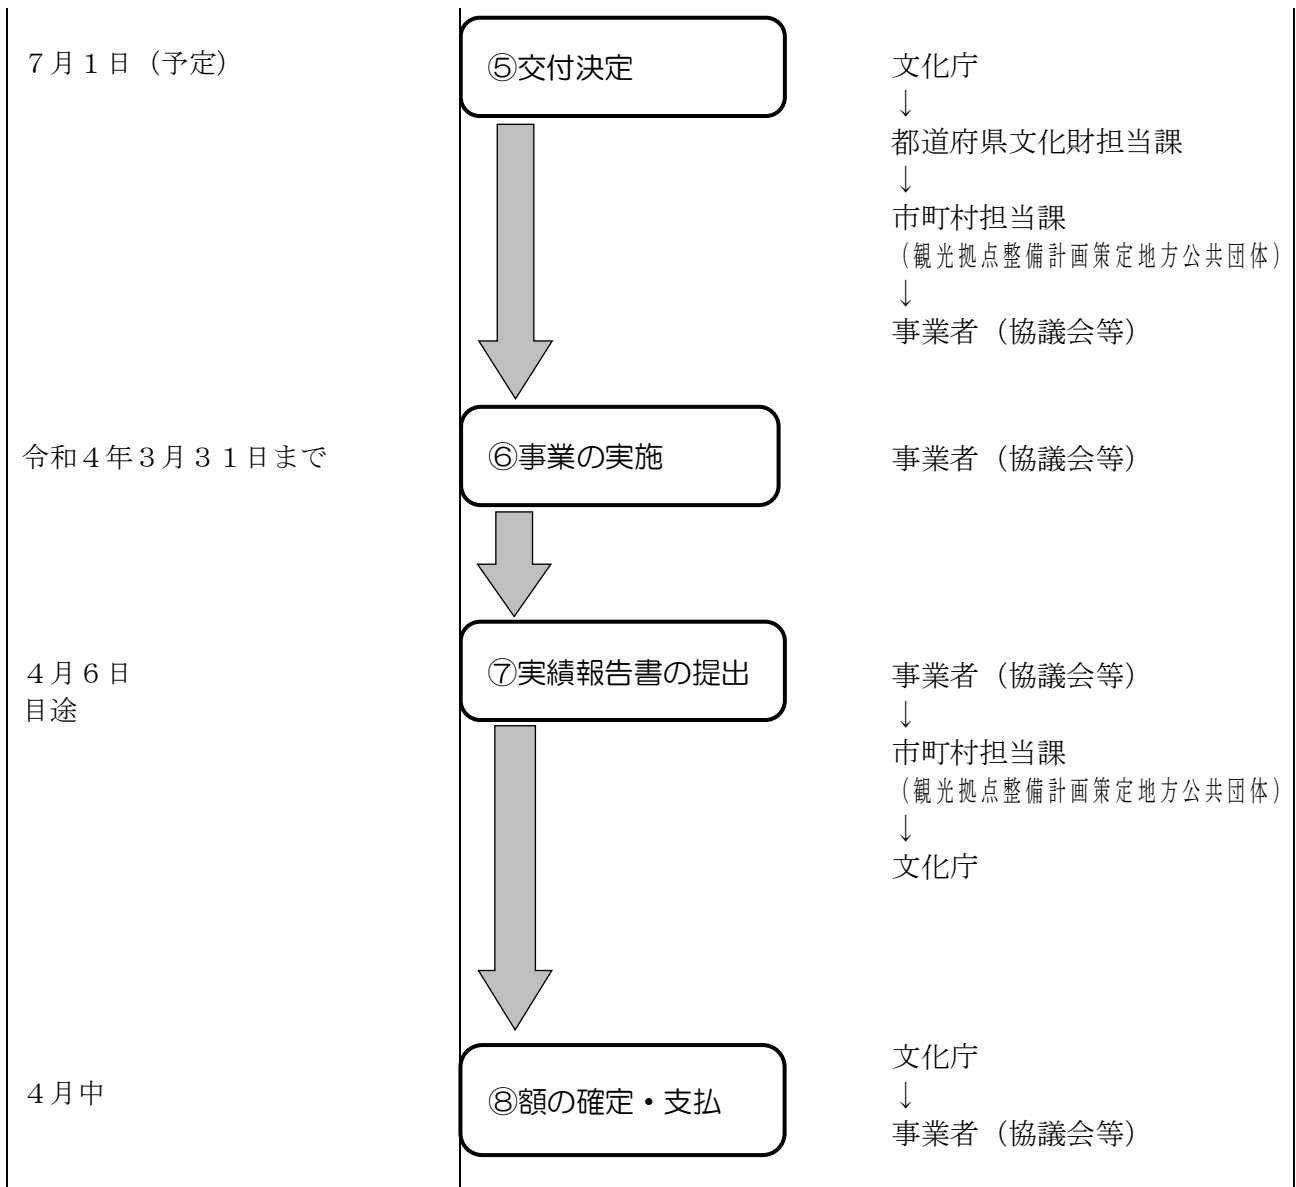 ７月１日（予定）
⑤交付決定
文化庁
↓
都道府県文化財担当課
↓
市町村担当課
（観光拠点整備計画策定地方公共団体）
↓
事業者（協議会等）
令和４年３月３１日まで
⑥事業の実施
事業者（協議会等）
４月６日
目途
⑦実績報告書の提出
事業者（協議会等）
↓
市町村担当課
（観光拠点整備計画策定地方公共団体）
↓
文化庁
４月中
⑧額の確定・支払
文化庁
↓
事業者（協議会等）